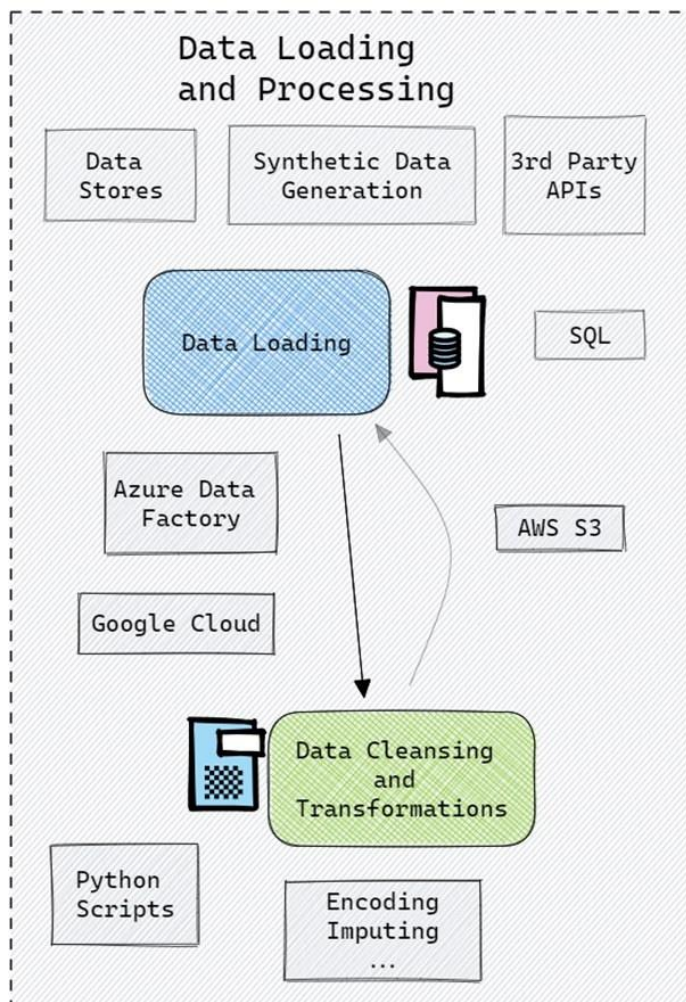 Data Loading
and Processing
Data
Stores
Synthetic Data
Generation
3rd Party
APIs
Data Loading
SQL
Azure Data
Factory
AWS S3
Google Cloud
Data Cleansing
and
Transformations
Python
Scripts
Encoding
Imputing
...